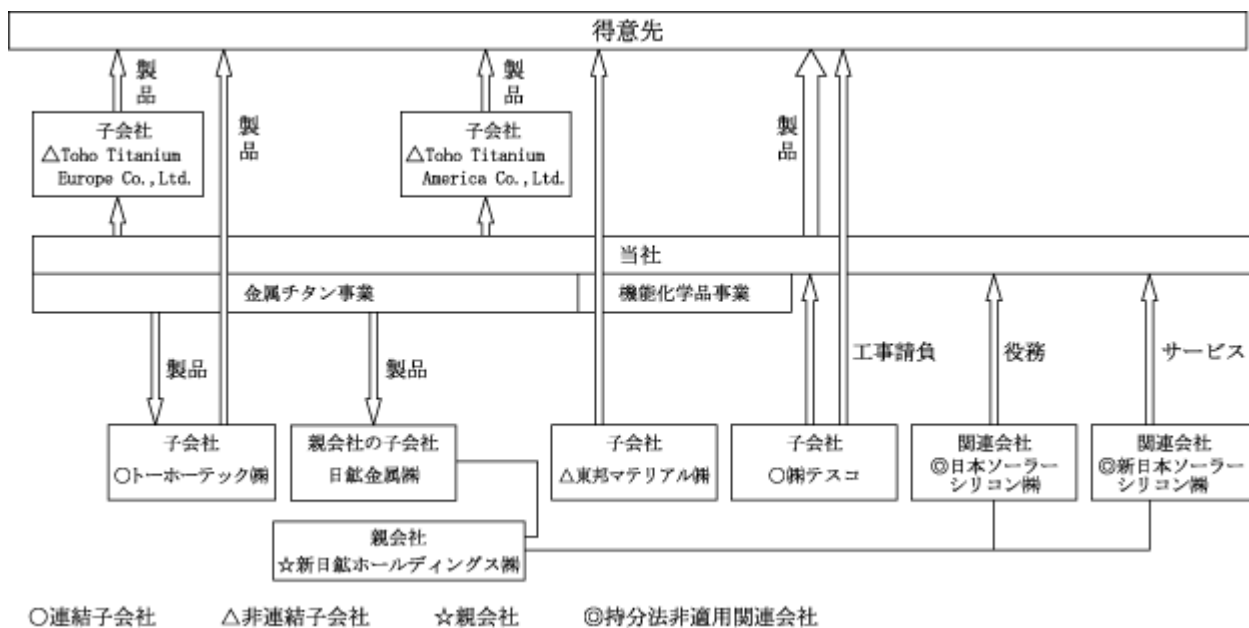 得意先
製品
製品
製品
製品
子会社
△Toho Titanium
Europe Co.,Ltd.
子会社
△Toho Titanium
America Co.,Ltd.
当社
金属チタン事業
機能化学品事業
製品
製品
工事請負
役務
サービス
子会社
○トーホーテック㈱
親会社の子会社
日鉱金属㈱
子会社
△東邦マテリアル㈱
子会社
○㈱テスコ
関連会社
◎日本ソーラー
シリコン㈱
関連会社
◎新日本ソーラー
シリコン㈱
親会社
☆新日鉱ホールディングス㈱
○連結子会社 △非連結子会社 ☆親会社 ◎持分法非適用関連会社